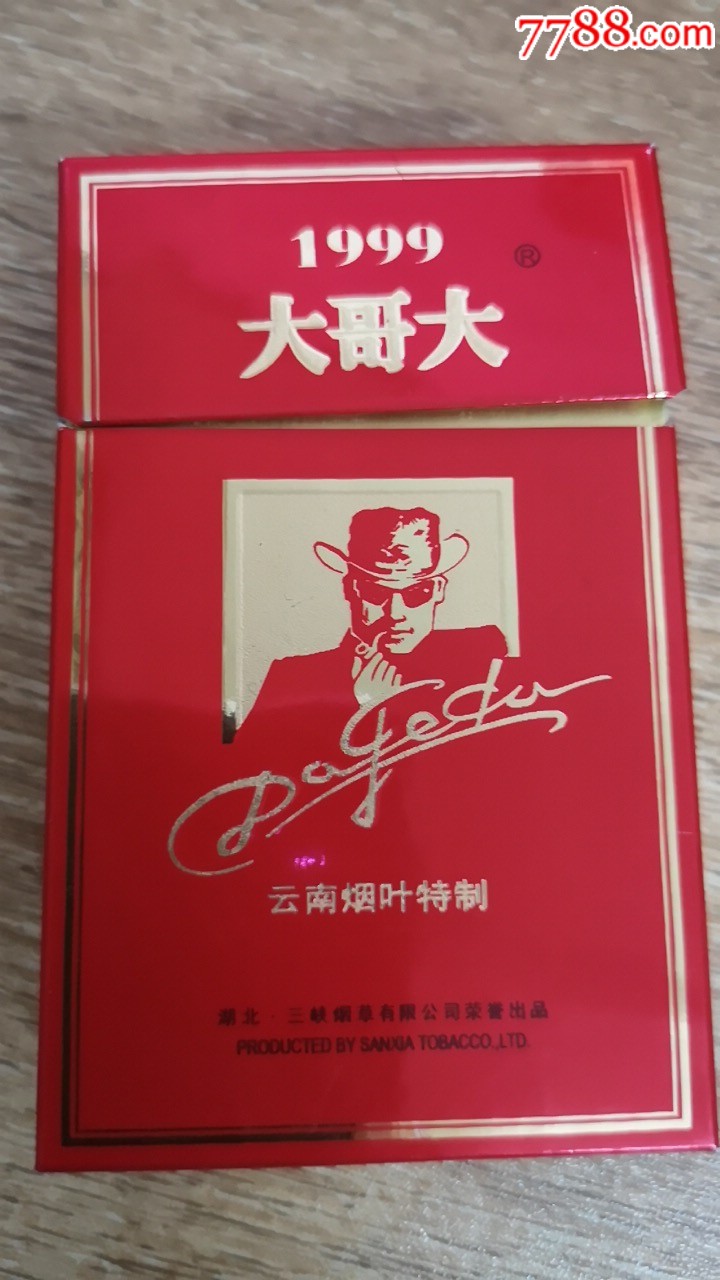 7788.com
1999
®
大哥大
DaGeda
云南烟叶特制
湖北·三峡烟草有限公司荣誉出品
PRODUCTED BY SANXIA TOBACCO.,LTD.